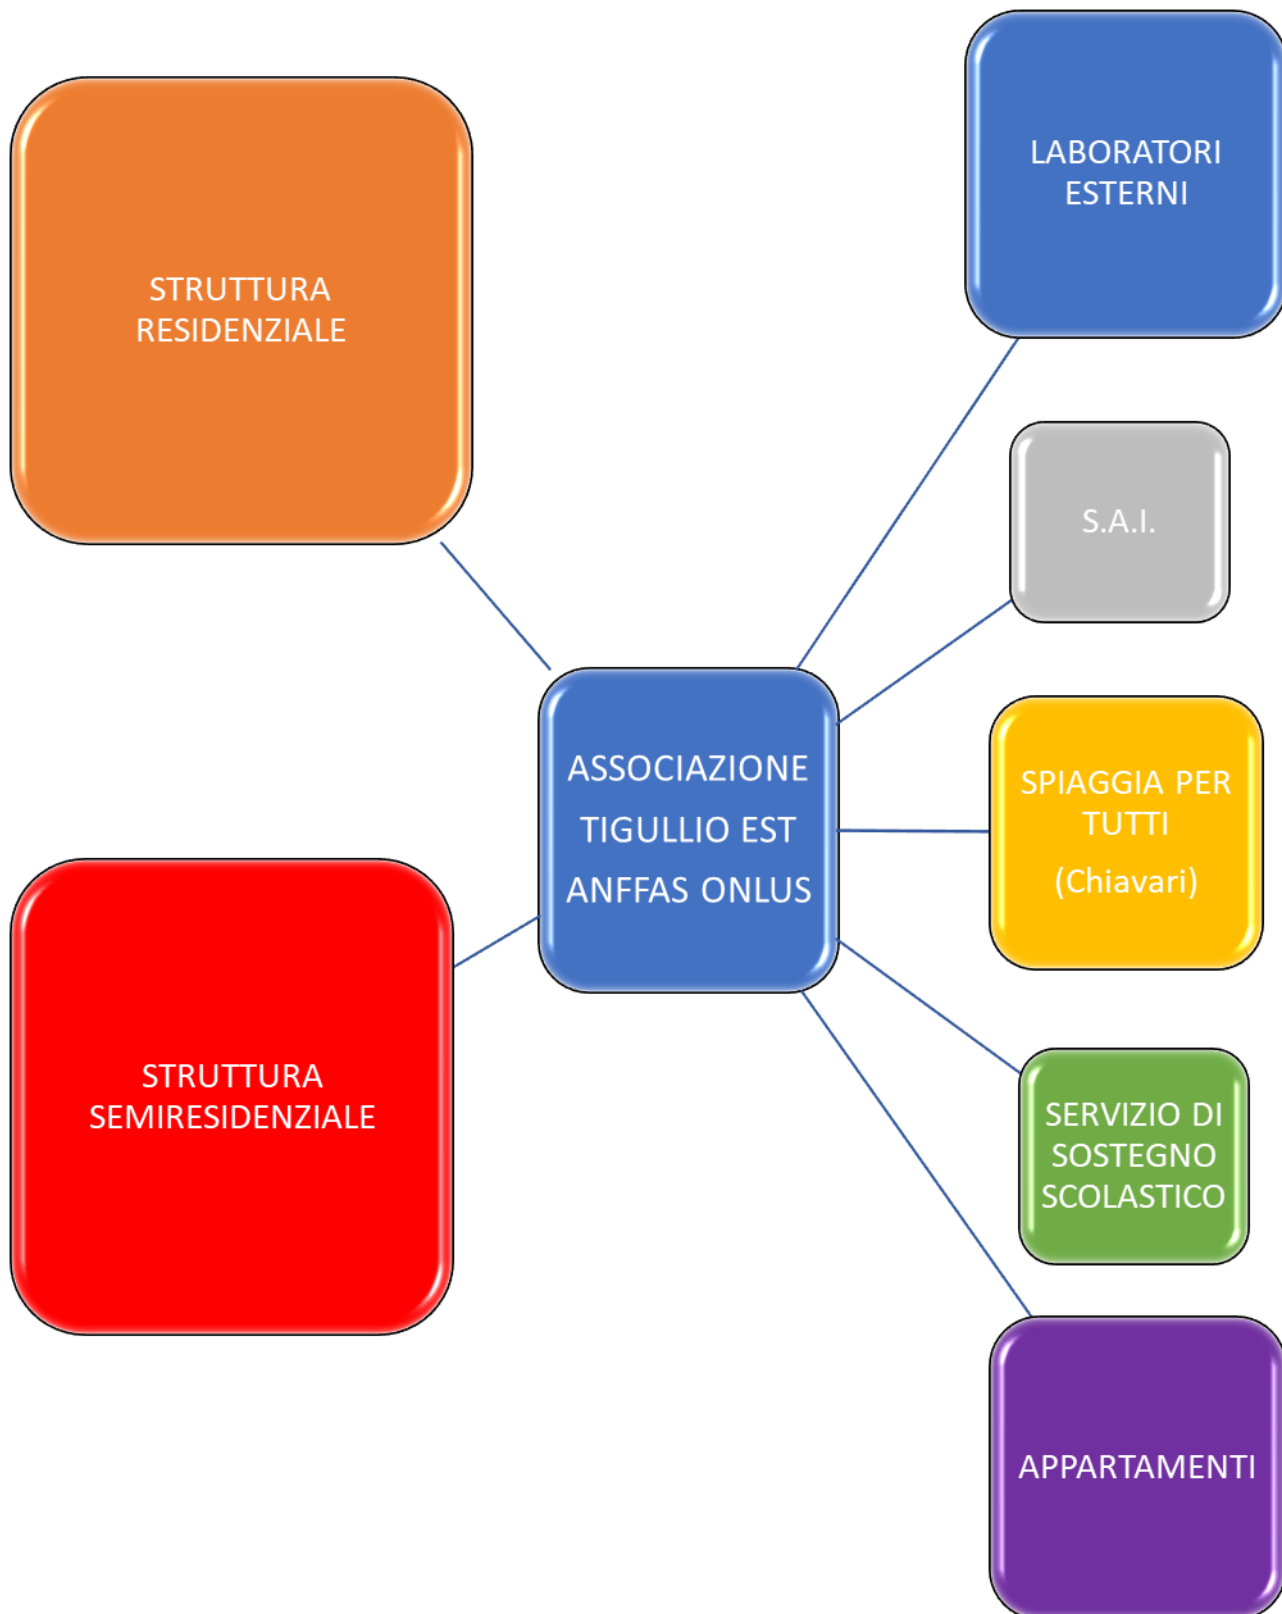 STRUTTURA
RESIDENZIALE
LABORATORI
ESTERNI
S.A.I.
ASSOCIAZIONE
TIGULLIO EST
ANFFAS ONLUS
SPIAGGIA PER
TUTTI
(Chiavari)
STRUTTURA
SEMIRESIDENZIALE
SERVIZIO DI
SOSTEGNO
SCOLASTICO
APPARTAMENTI